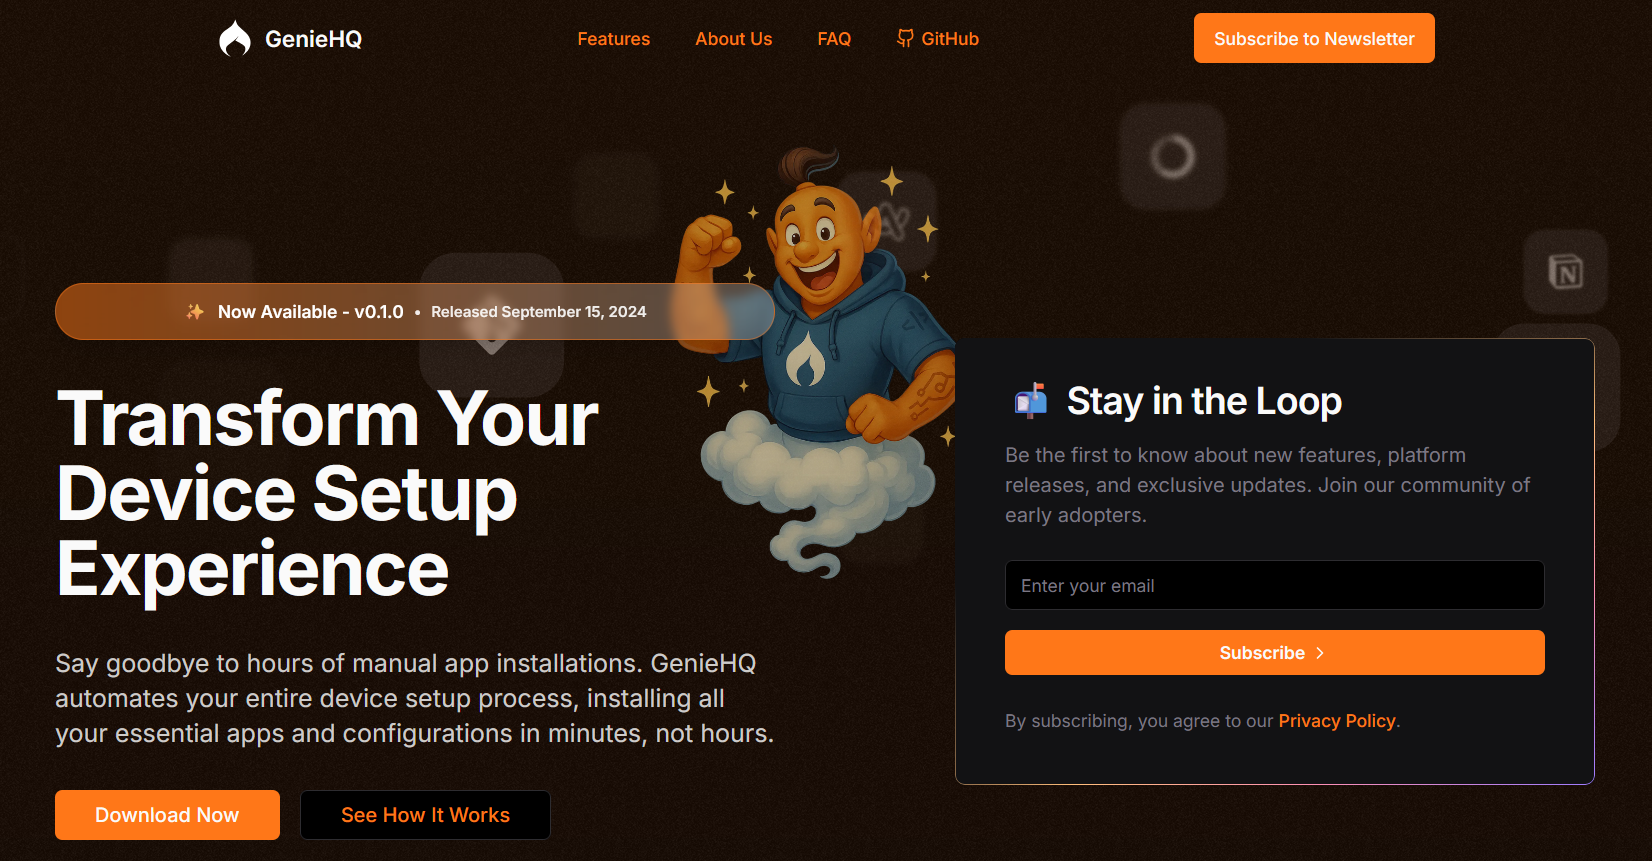 GenieHQ
Features
About Us
FAQ
GitHub
Subscribe to Newsletter
✨ Now Available - v0.1.0 • Released September 15, 2024
Transform Your
Device Setup
Experience
Say goodbye to hours of manual app installations. GenieHQ
automates your entire device setup process, installing all
your essential apps and configurations in minutes, not hours.
Download Now
See How It Works
📬 Stay in the Loop
Be the first to know about new features, platform
releases, and exclusive updates. Join our community of
early adopters.
Enter your email
Subscribe >
By subscribing, you agree to our Privacy Policy.